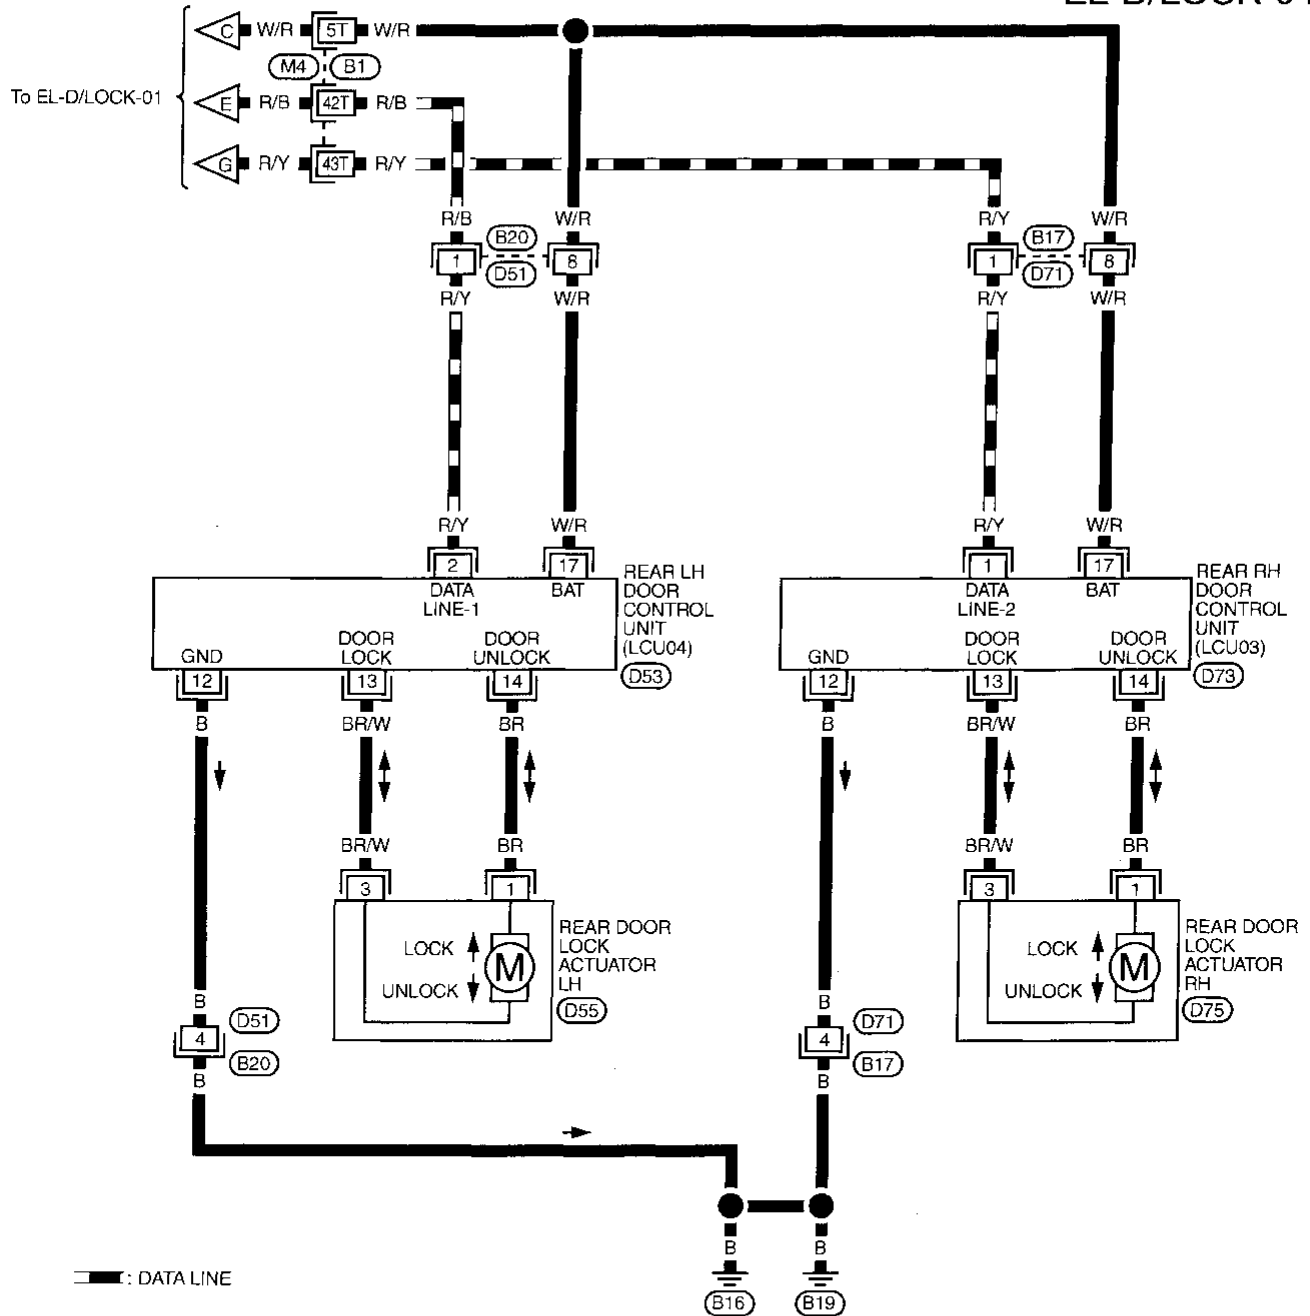 C W/R 5T W/R
M4 B1
To EL-D/LOCK-01
E R/B 42T R/B
G R/Y 43T R/Y
R/B W/R R/Y W/R
B20 B17
1 8 1 8
D51 D71
R/Y W/R R/Y W/R
R/Y W/R R/Y W/R
2 17 1 17
DATA LINE-1 BAT
REAR LH
DOOR
CONTROL
UNIT
(LCU04)
D53
DATA LINE-2 BAT
REAR RH
DOOR
CONTROL
UNIT
(LCU03)
D73
GND DOOR LOCK DOOR UNLOCK
GND DOOR LOCK DOOR UNLOCK
12 13 14 12 13 14
B BR/W BR B BR/W BR
BR/W BR BR/W BR
3 1 3 1
LOCK
M
UNLOCK
REAR DOOR
LOCK
ACTUATOR
LH
D55
LOCK
M
UNLOCK
REAR DOOR
LOCK
ACTUATOR
RH
D75
B B
D51 D71
4 4
B20 B17
B B
B B
: DATA LINE
B16 B19